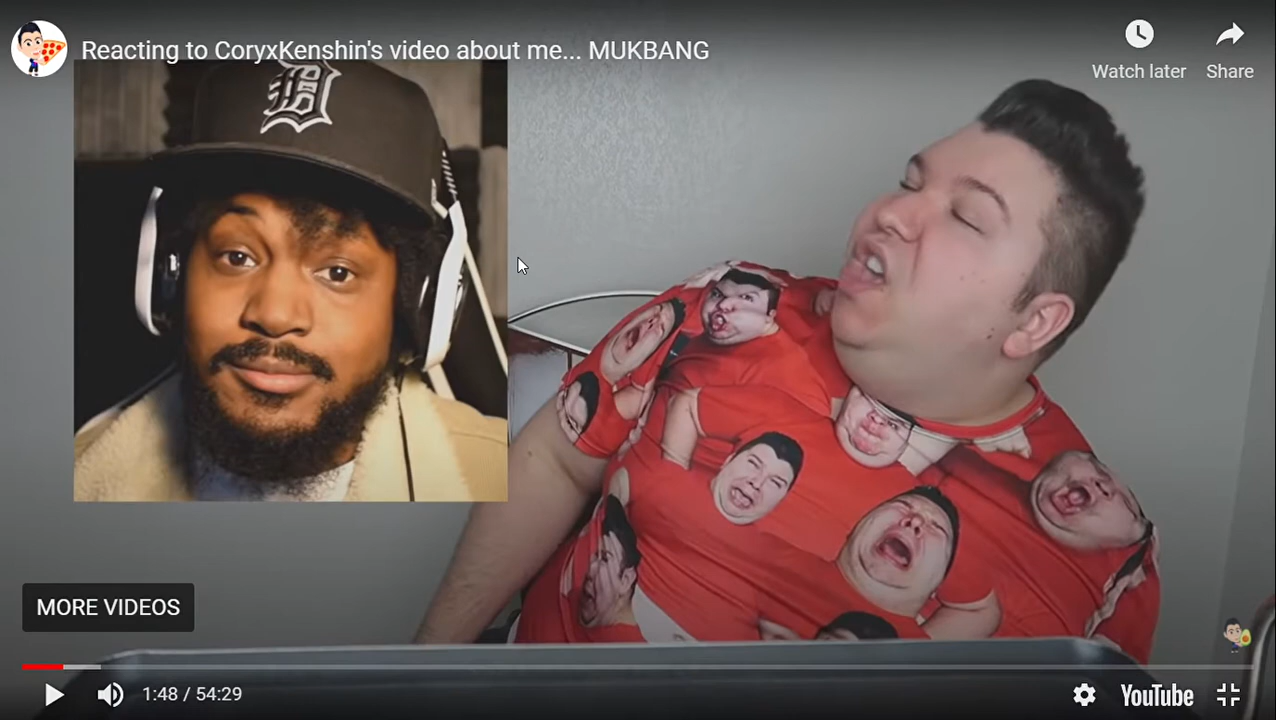 Reacting to CoryxKenshin's video about me... MUKBANG
Watch later
Share
MORE VIDEOS
1:48 / 54:29
YouTube